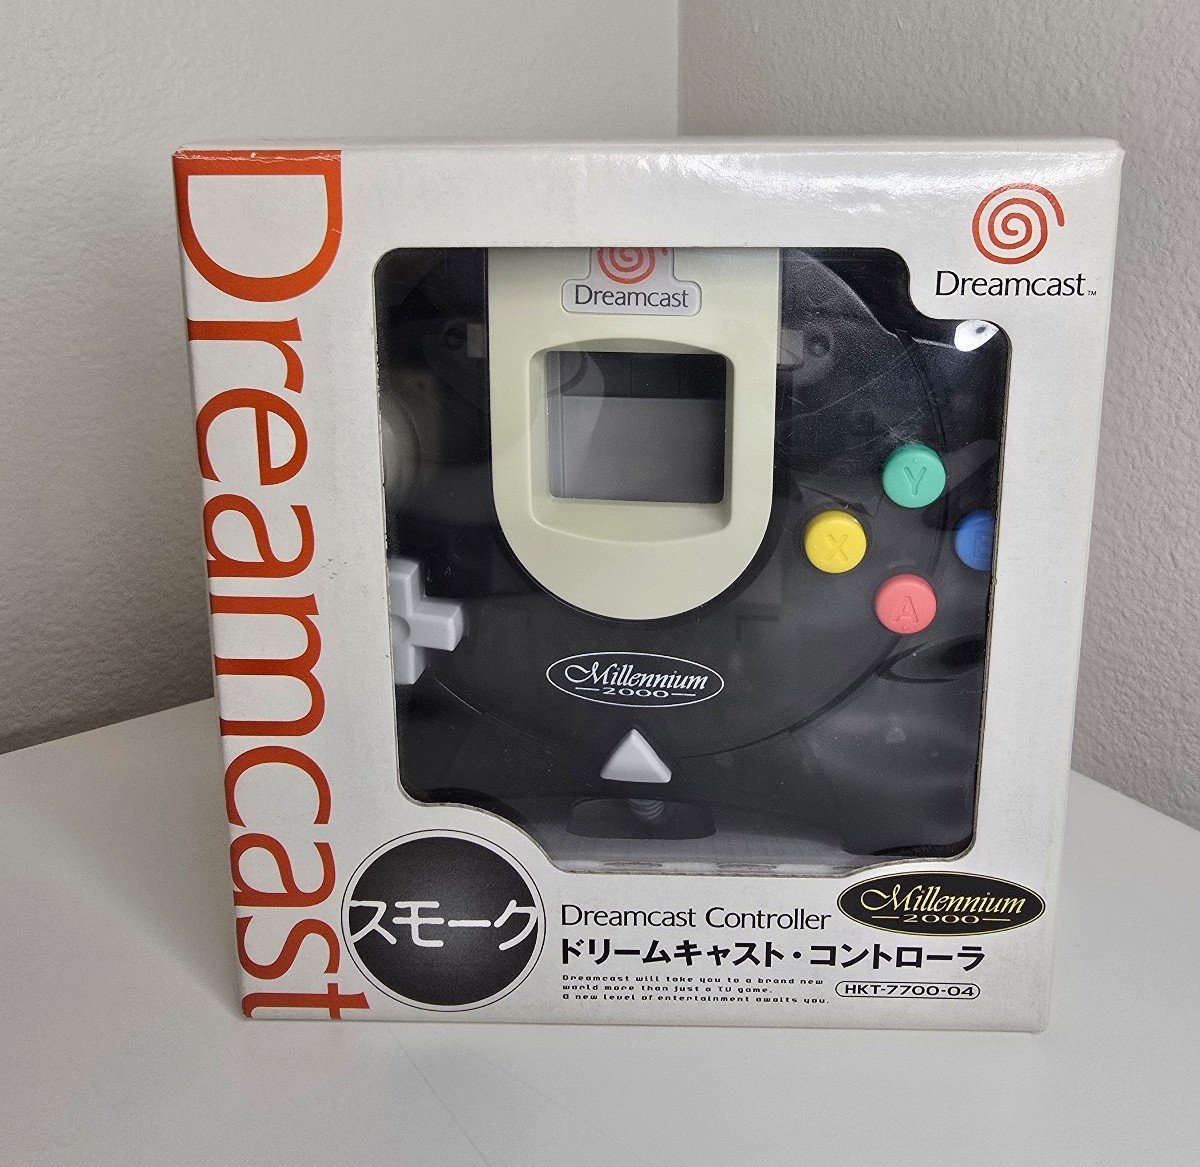 Dreamcast
Dreamcast™
Dreamcast
Y
X
A
Millennium
2000
スモーク
Dreamcast Controller
Millennium
2000
ドリームキャスト・コントローラ
Dreamcast will take you to a brand new
world more than just a TV game.
A new level of entertainment awaits you.
HKT-7700-04